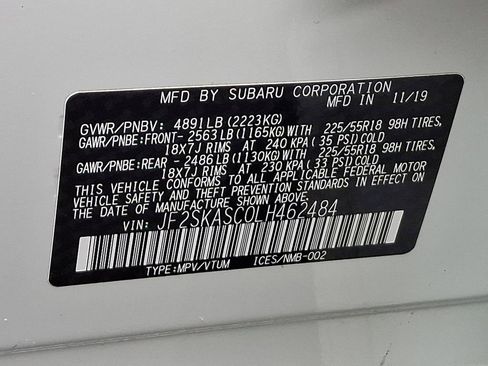 MFD BY SUBARU CORPORATION
MFD IN 11/19
GVWR/PNBV: 4891LB(2223KG)
GAWR/PNBE:FRONT-2563LB(1165KG)WITH 225/55R18 98H TIRES,
18X7J RIMS AT 240 KPA( 35 PSI)COLD
GAWR/PNBE:REAR -2486LB(1130KG)WITH 225/55R18 98H TIRES,
18X7J RIMS AT 230 KPA( 33 PSI)COLD
THIS VEHICLE CONFORMS TO ALL APPLICABLE FEDERAL MOTOR
VEHICLE SAFETY AND THEFT PREVENTION STANDARDS IN EFFECT ON
THE DATE OF MANUFACTURE SHOWN ABOVE.
VIN: JF2SKASC0LH462484
TYPE:MPV/VTUM ICES/NMB-002